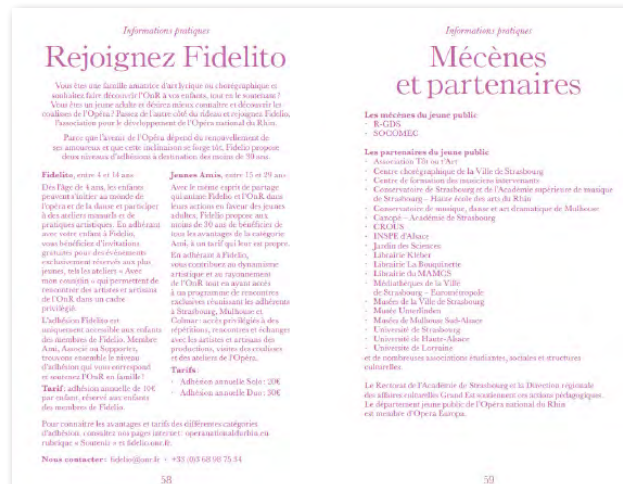 Informations pratiques
Rejoignez Fidelito
Vous êtes une famille amatrice d'art lyrique ou chorégraphique et
souhaitez faire découvrir l'OnR à vos enfants, tout en le soutenant ?
Vous êtes un jeune adulte et désirez mieux connaître et découvrir les
coulisses de l'Opéra ? Passez de l'autre côté du rideau et rejoignez Fidelio,
l'association pour le développement de l'Opéra national du Rhin.
Parce que l'avenir de l'Opéra dépend du renouvellement de
ses amoureux et que cette inclinaison se forge tôt, Fidelio propose
deux niveaux d'adhésions à destination des moins de 30 ans.
Fidelito, entre 4 et 14 ans
Dès l'âge de 4 ans, les enfants
peuvent s'initier au monde de
l'opéra et de la danse et participer
à des ateliers manuels et de
pratiques artistiques. En adhérant
avec votre enfant à Fidelio,
vous bénéficiez d'invitations
gratuites pour des événements
exclusivement réservés aux plus
jeunes, tels les ateliers « Avec
mon » qui permettent de
rencontrer des artistes et artisans
de l'OnR dans un cadre
privilégié.
L'adhésion Fidelito est
uniquement accessible aux enfants
des membres de Fidelio. Membre
Ami, Associé ou Supporter,
trouvons ensemble le niveau
d'adhésion qui vous correspond
et soutenez l'OnR en famille !
Tarif : adhésion annuelle de 10€
par enfant, réservé aux enfants
des membres de Fidelio.
Jeunes Amis, entre 15 et 29 ans
Avec le même esprit de partage
qui anime Fidelio et l'OnR dans
leurs actions en faveur des jeunes
adultes, Fidelio propose aux
moins de 30 ans de bénéficier de
tous les avantages de la catégorie
Ami, à un tarif qui leur est propre.
En adhérant à Fidelio,
vous contribuez au dynamisme
artistique et au rayonnement
de l'OnR tout en ayant accès
à un programme de rencontres
exclusives réunissant les adhérents
à Strasbourg, Mulhouse et
Colmar : accès privilégiés à des
répétitions, rencontres et échanges
avec les artistes et artisans des
productions, visites des coulisses
et des ateliers de l'Opéra.
Tarifs :
· Adhésion annuelle Solo : 20€
· Adhésion annuelle Duo : 30€
Pour connaître les avantages et tarifs des différentes catégories
d'adhésion, consultez nos pages internet : operanationaldurhin.eu
rubrique « Soutenir » et fidelio-onr.fr.
Nous contacter : fidelio@onr.fr · +33 (0)3 68 98 75 34
58
Informations pratiques
Mécènes
et partenaires
Les mécènes du jeune public
· R-GDS
· SOCOMEC
Les partenaires du jeune public
· Association Tôt ou t'Art
· Centre chorégraphique de la Ville de Strasbourg
· Centre de formation des musiciens intervenants
· Conservatoire de Strasbourg et de l'Académie supérieure de musique
de Strasbourg – Haute école des arts du Rhin
· Conservatoire de musique, danse et art dramatique de Mulhouse
· Canopé – Académie de Strasbourg
· CROUS
· INSPE d'Alsace
· Jardin des Sciences
· Librairie Kléber
· Librairie La Bouquinette
· Librairie du MAMCS
· Médiathèques de la Ville
de Strasbourg – Eurométropole
· Musées de la Ville de Strasbourg
· Musée Unterlinden
· Musées de Mulhouse Sud-Alsace
· Université de Strasbourg
· Université de Haute-Alsace
· Université de Lorraine
et de nombreuses associations étudiantes, sociales et structures
culturelles.
Le Rectorat de l'Académie de Strasbourg et la Direction régionale
des affaires culturelles Grand Est soutiennent ces actions pédagogiques.
Le département jeune public de l'Opéra national du Rhin
est membre d'Opera Europa.
59